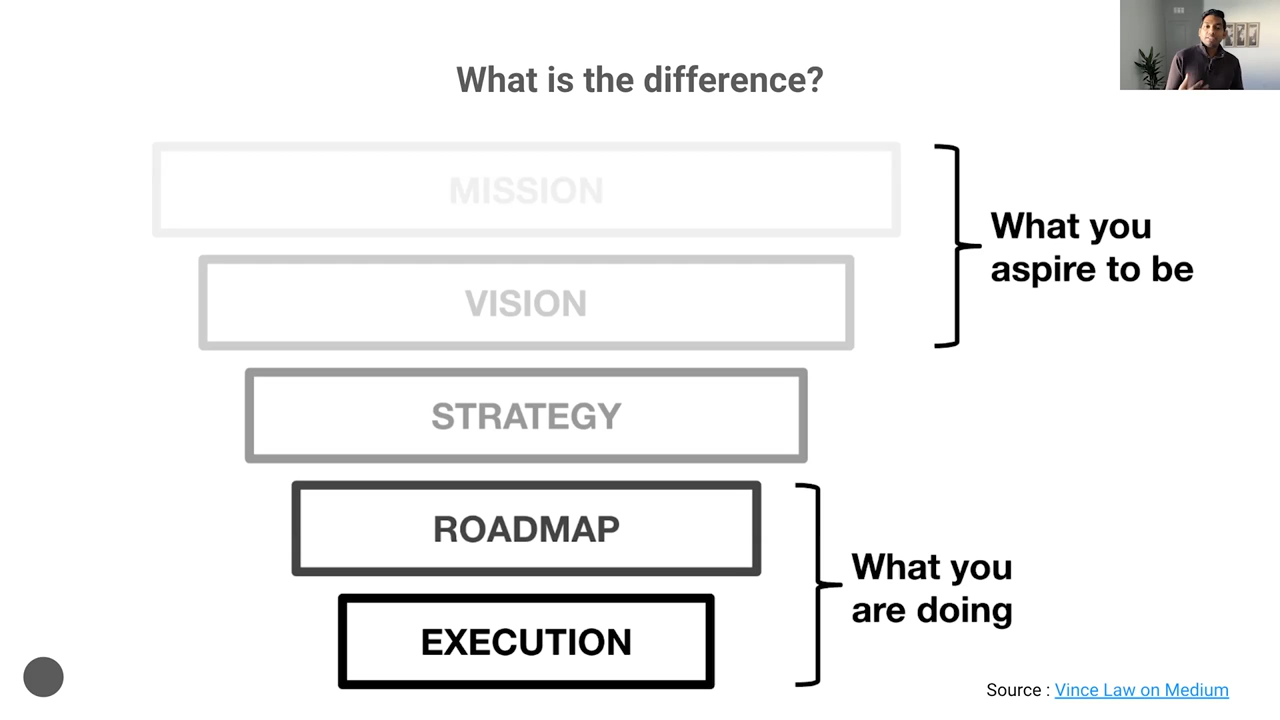 What is the difference?
MISSION
What you
aspire to be
VISION
STRATEGY
ROADMAP
What you
are doing
EXECUTION
Source : Vince Law on Medium